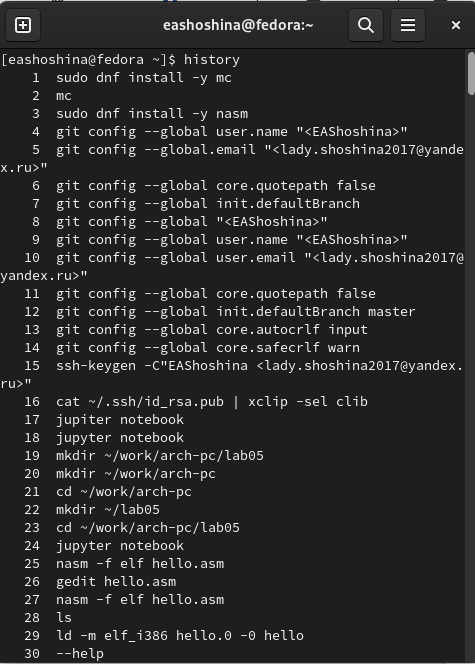 eashoshina@fedora:~
[eashoshina@fedora ~]$ history
1 sudo dnf install -y mc
2 mc
3 sudo dnf install -y nasm
4 git config --global user.name "<EAShoshina>"
5 git config --global.email "<lady.shoshina2017@yande
x.ru>"
6 git config --global core.quotepath false
7 git config --global init.defaultBranch
8 git config --global "<EAShoshina>"
9 git config --global user.name "<EAShoshina>"
10 git config --global user.email "<lady.shoshina2017@
yandex.ru>"
11 git config --global core.quotepath false
12 git config --global init.defaultBranch master
13 git config --global core.autocrlf input
14 git config --global core.safecrlf warn
15 ssh-keygen -C"EAShoshina <lady.shoshina2017@yandex.
ru>"
16 cat ~/.ssh/id_rsa.pub | xclip -sel clib
17 jupiter notebook
18 jupyter notebook
19 mkdir ~/work/arch-pc/lab05
20 mkdir ~/work/arch-pc
21 cd ~/work/arch-pc
22 mkdir ~/lab05
23 cd ~/work/arch-pc/lab05
24 jupyter notebook
25 nasm -f elf hello.asm
26 gedit hello.asm
27 nasm -f elf hello.asm
28 ls
29 ld -m elf_i386 hello.0 -0 hello
30 --help